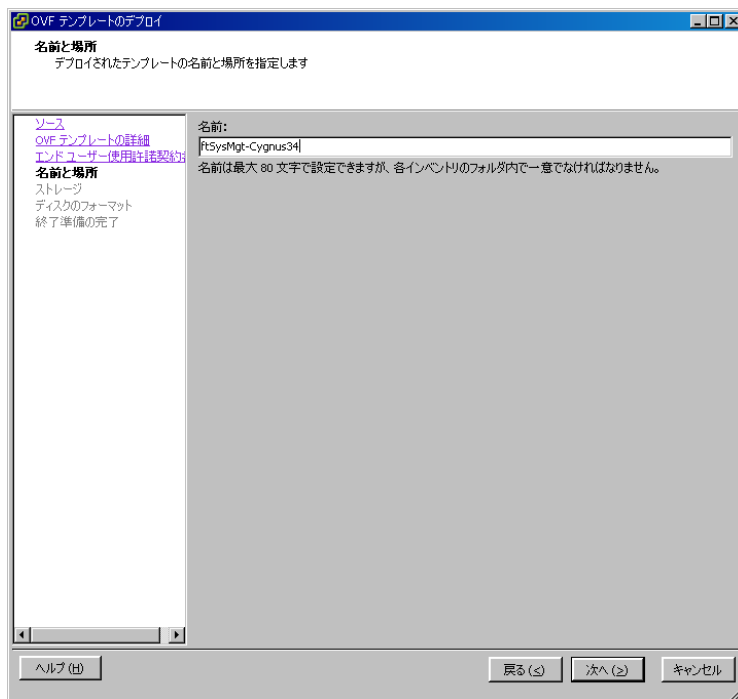 OVF テンプレートのデプロイ
名前と場所
デプロイされたテンプレートの名前と場所を指定します
ソース
OVF テンプレートの詳細
エンド ユーザー使用許諾契約
名前と場所
ストレージ
ディスクのフォーマット
終了準備の完了
名前:
ftSysMgt-Cygnus34
名前は最大 80 文字で設定できますが、各インベントリのフォルダ内で一意でなければなりません。
ヘルプ(H)
戻る(≤)
次へ(≥)
キャンセル